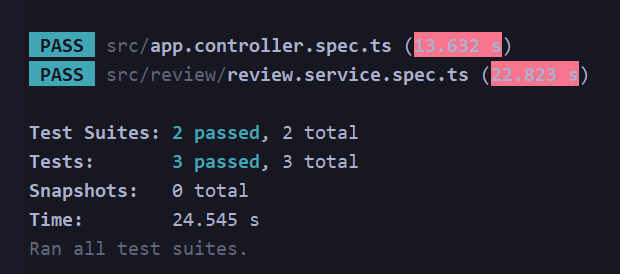 PASS src/app.controller.spec.ts (13.632 s)
PASS src/review/review.service.spec.ts (22.823 s)
Test Suites: 2 passed, 2 total
Tests: 3 passed, 3 total
Snapshots: 0 total
Time: 24.545 s
Ran all test suites.